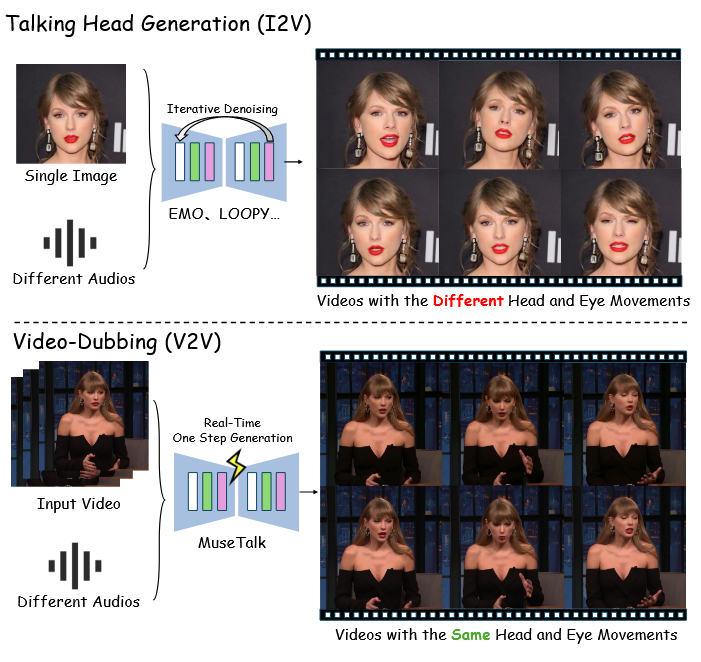 Talking Head Generation (I2V)
Iterative Denoising
Single Image
EMO、LOOPY...
Different Audios
Videos with the Different Head and Eye Movements
Video-Dubbing (V2V)
Real-Time
One Step Generation
Input Video
MuseTalk
Different Audios
Videos with the Same Head and Eye Movements